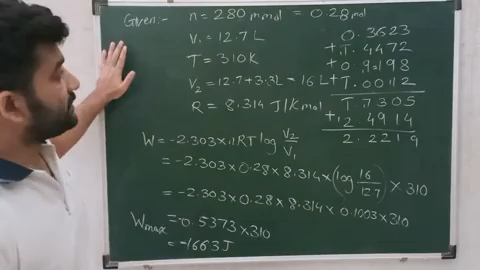 Given:- n = 280 mmol = 0.28 mol
V₁ = 12.7 L
T = 310 K
V₂ = 12.7+3.3L = 16 L
R = 8.314 J/K mol
0.3623
+ 1.4472
+ 0.9198
+ 1.0012
1.7305
+ 2.4914
2.2219
W = -2.303 × nRT log V₂/V₁
= -2.303 × 0.28 × 8.314 × (log 16/12.7) × 310
= -2.303 × 0.28 × 8.314 × 0.1003 × 310
Wmax = -0.5373 × 310
= -1663 J